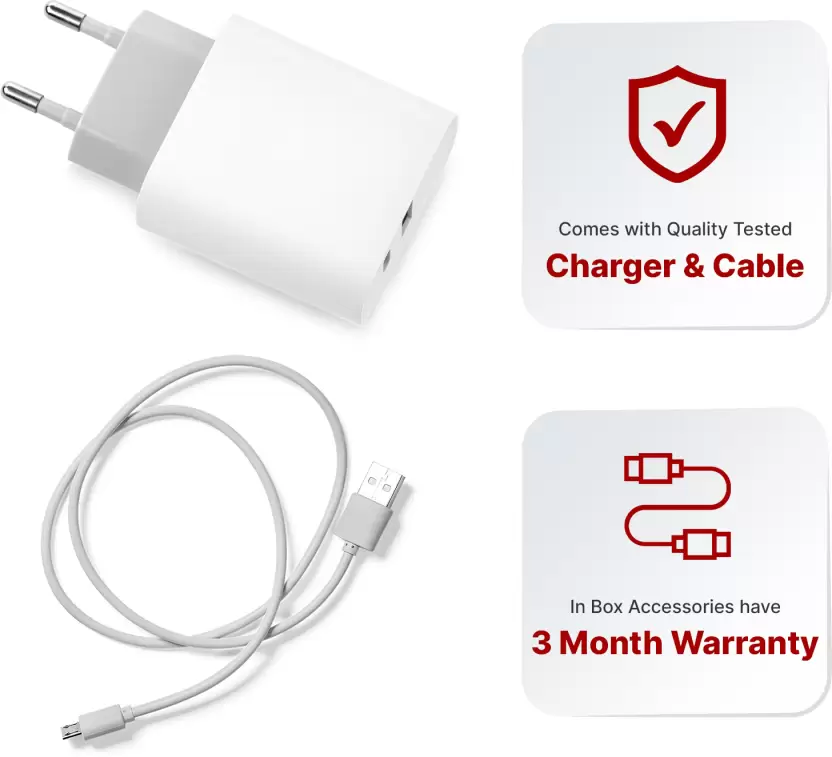 Comes with Quality Tested
Charger & Cable
In Box Accessories have
3 Month Warranty